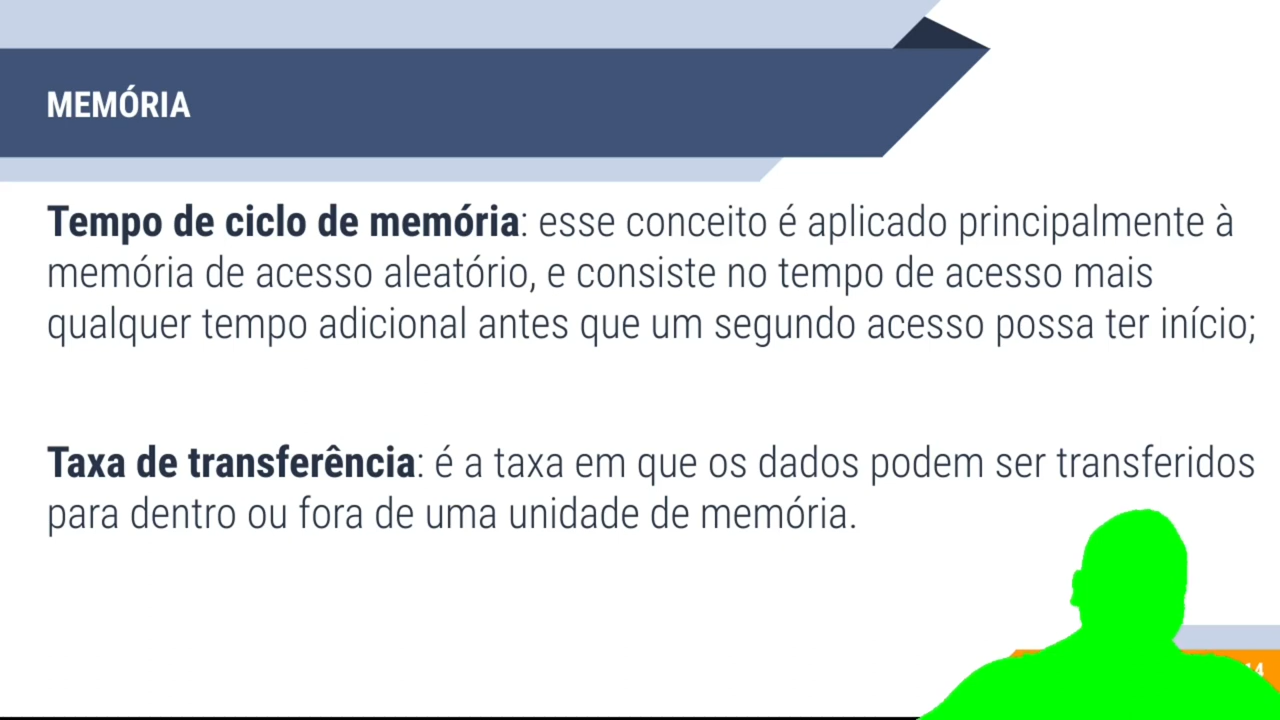 MEMÓRIA
Tempo de ciclo de memória: esse conceito é aplicado principalmente à
memória de acesso aleatório, e consiste no tempo de acesso mais
qualquer tempo adicional antes que um segundo acesso possa ter início;
Taxa de transferência: é a taxa em que os dados podem ser transferidos
para dentro ou fora de uma unidade de memória.